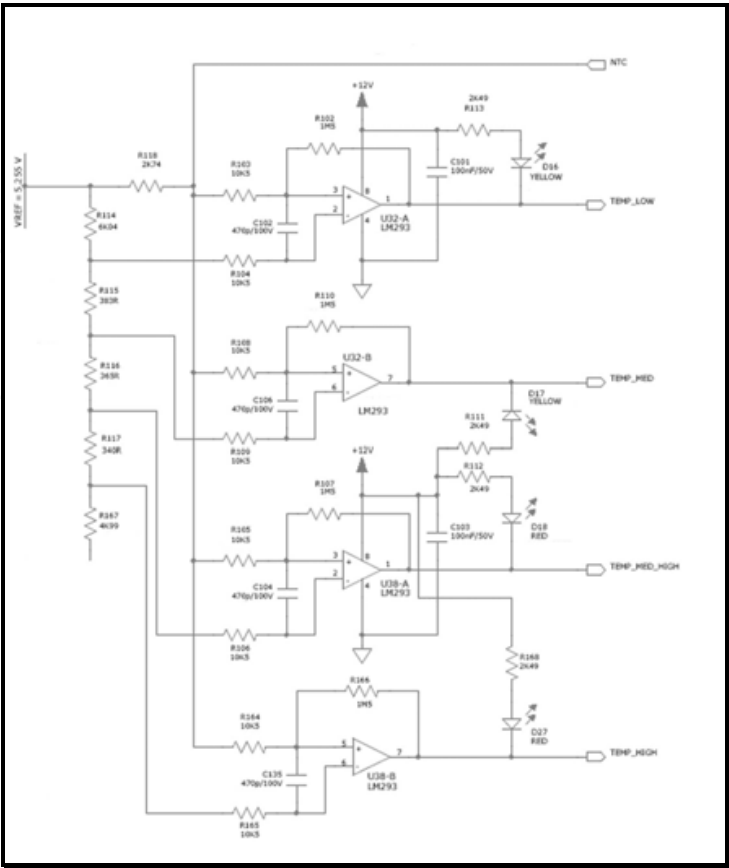 NTC
+12V
2K49
R113
R102
1M5
R118
2K74
R103
10K5
C101
100nF/50V
D16
YELLOW
VREF = 5.255 V
3
+
8
1
2
-
4
U32-A
LM293
TEMP_LOW
R114
6K04
C102
470p/100V
R104
10K5
R115
383R
R110
1M5
R108
10K5
U32-B
5
+
7
6
-
LM293
TEMP_MED
R116
365R
C106
470p/100V
D17
YELLOW
R111
2K49
R109
10K5
R117
340R
+12V
R112
2K49
R107
1M5
R167
4K99
R105
10K5
C103
100nF/50V
D18
RED
3
+
8
1
2
-
4
U38-A
LM293
TEMP_MED_HIGH
C104
470p/100V
R106
10K5
R168
2K49
R166
1M5
R164
10K5
D27
RED
5
+
7
6
-
TEMP_HIGH
C135
470p/100V
U38-B
LM293
R165
10K5